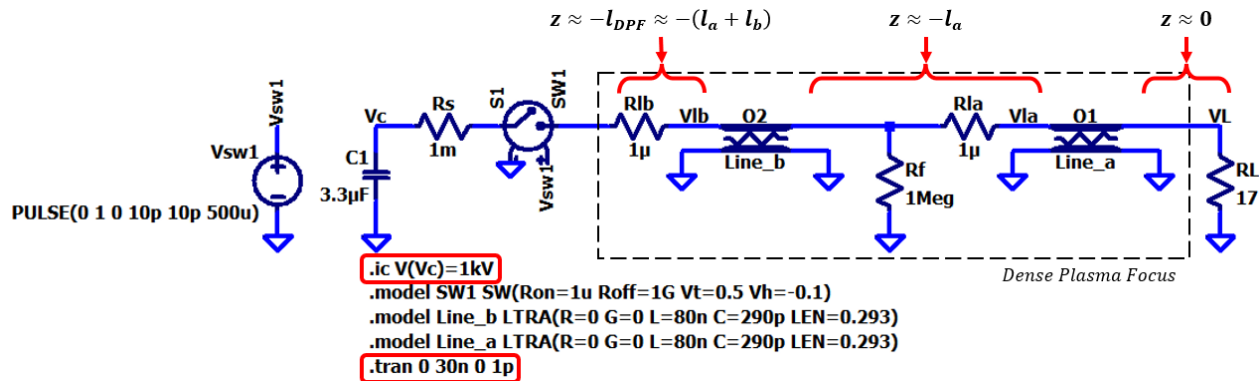 z ≈ −l_DPF ≈ −(l_a + l_b)
z ≈ −l_a
z ≈ 0
Vsw1
Vsw1
PULSE(0 1 0 10p 10p 500u)
Vc
C1
3.3µF
Rs
1m
S1
SW1
Vsw1
Rlb
1µ
Vlb
O2
Line_b
Rf
1Meg
Rla
1µ
Vla
O1
Line_a
VL
RL
17
Dense Plasma Focus
.ic V(Vc)=1kV
.model SW1 SW(Ron=1u Roff=1G Vt=0.5 Vh=-0.1)
.model Line_b LTRA(R=0 G=0 L=80n C=290p LEN=0.293)
.model Line_a LTRA(R=0 G=0 L=80n C=290p LEN=0.293)
.tran 0 30n 0 1p